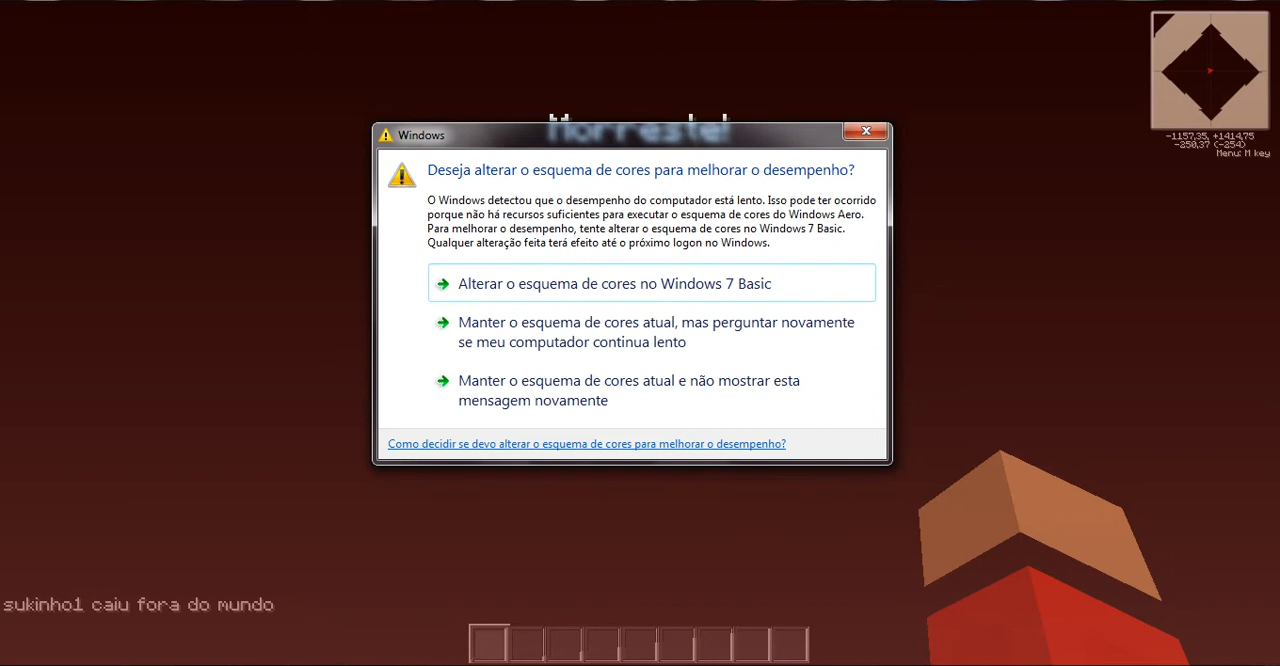 Morreste!
Windows
-1157,35, +1414,75
-250,37 (-254)
Menu: M key
Deseja alterar o esquema de cores para melhorar o desempenho?
O Windows detectou que o desempenho do computador está lento. Isso pode ter ocorrido
porque não há recursos suficientes para executar o esquema de cores do Windows Aero.
Para melhorar o desempenho, tente alterar o esquema de cores no Windows 7 Basic.
Qualquer alteração feita terá efeito até o próximo logon no Windows.
Alterar o esquema de cores no Windows 7 Basic
Manter o esquema de cores atual, mas perguntar novamente
se meu computador continua lento
Manter o esquema de cores atual e não mostrar esta
mensagem novamente
Como decidir se devo alterar o esquema de cores para melhorar o desempenho?
sukinho1 caiu fora do mundo